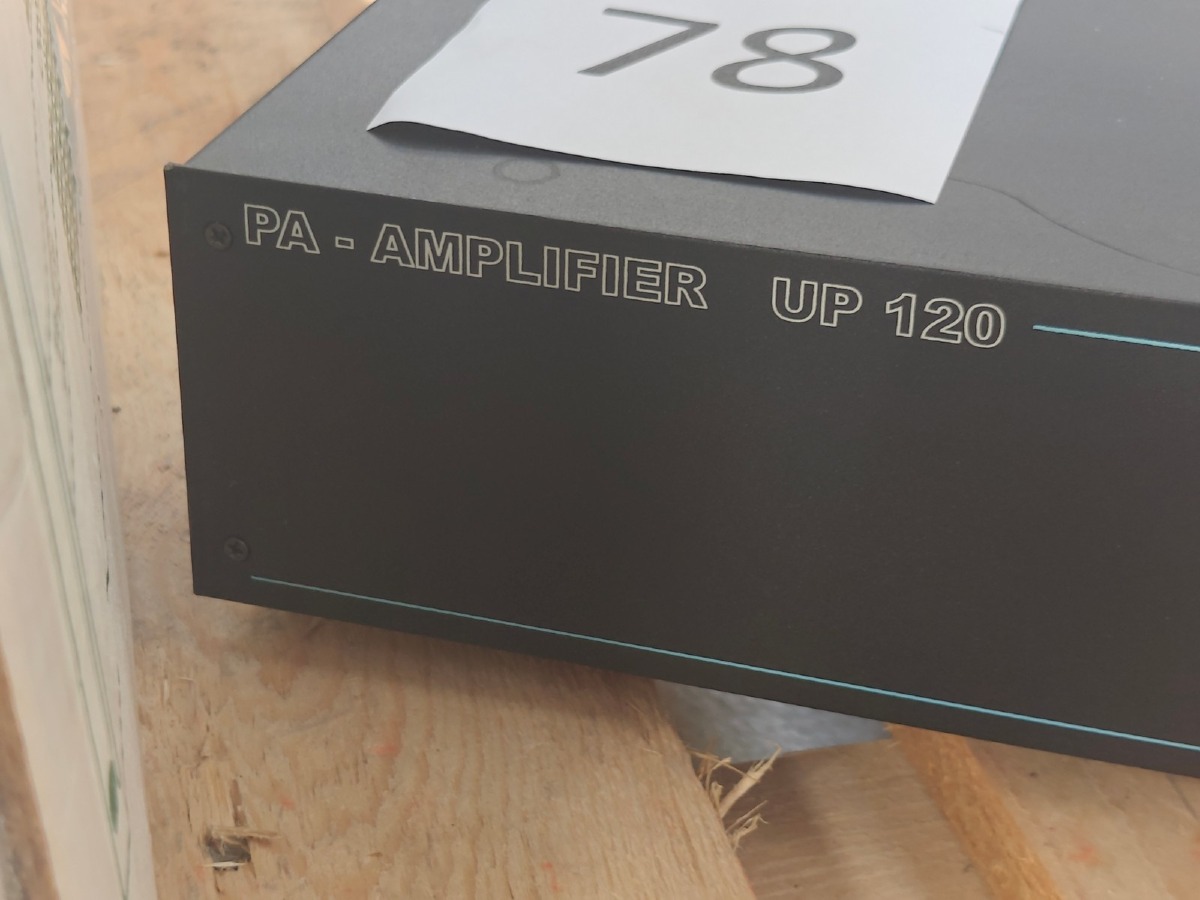 78
PA - AMPLIFIER UP 120